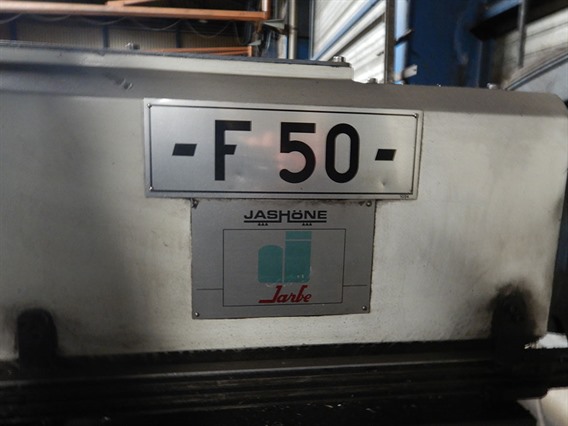 - F 50 -
JASHÖNE
Jarbe